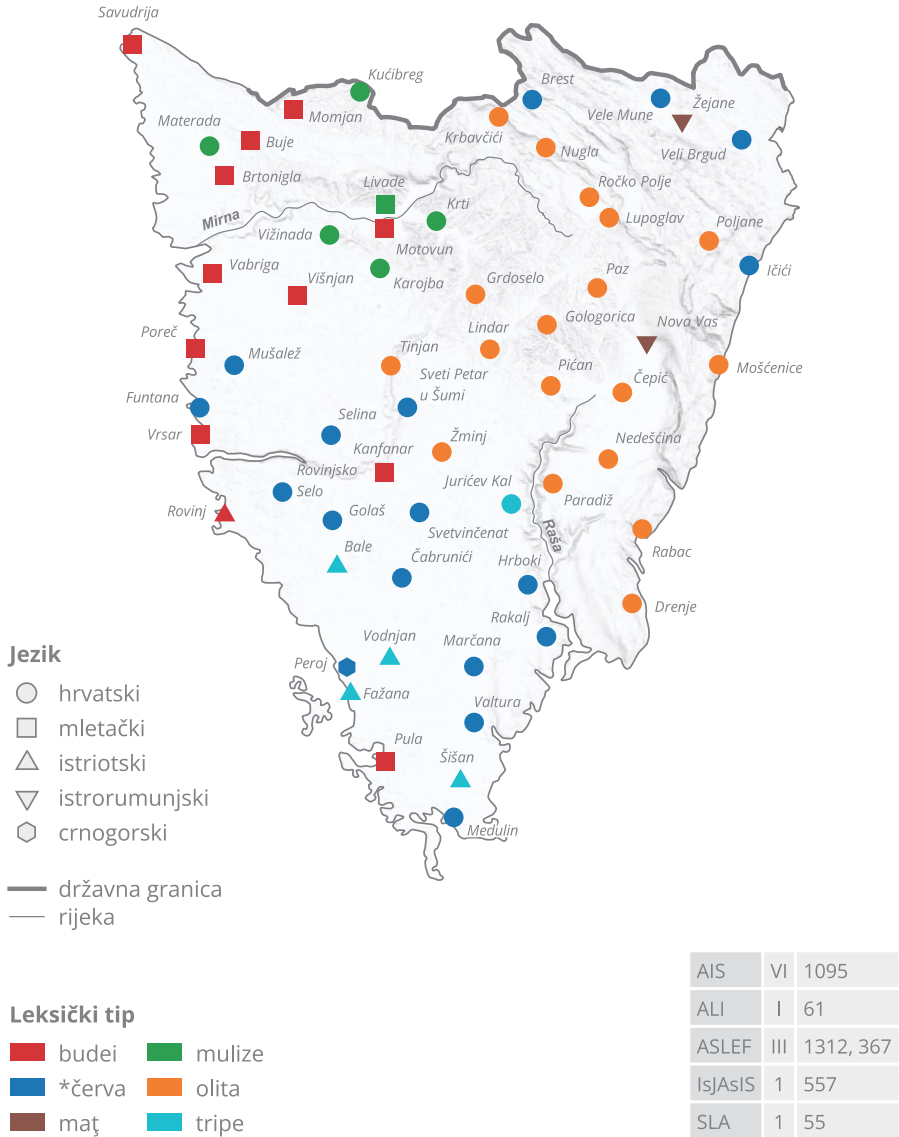 Savudrija
Kućibreg
Brest
Momjan
Vele Mune
Žejane
Materada
Buje
Krbavčići
Nugla
Veli Brgud
Brtonigla
Livade
Ročko Polje
Krti
Lupoglav
Mirna
Poljane
Vižinada
Motovun
Vabriga
Višnjan
Karojba
Grdoselo
Paz
Ičići
Gologorica
Nova Vas
Poreč
Lindar
Mušalež
Tinjan
Pićan
Mošćenice
Sveti Petar
u Šumi
Čepić
Funtana
Selina
Vrsar
Kanfanar
Žminj
Nedešćina
Rovinjsko
Selo
Jurićev Kal
Paradiž
Rovinj
Golaš
Svetvinčenat
Raša
Bale
Čabrunići
Hrboki
Rabac
Drenje
Rakalj
Vodnjan
Marčana
Peroj
Fažana
Valtura
Pula
Šišan
Medulin
Jezik
hrvatski
mletački
istriotski
istrorumunjski
crnogorski
državna granica
rijeka
Leksički tip
budei mulize
*červa olita
maţ tripe
AIS VI 1095
ALI I 61
ASLEF III 1312, 367
IsJAsIS 1 557
SLA 1 55